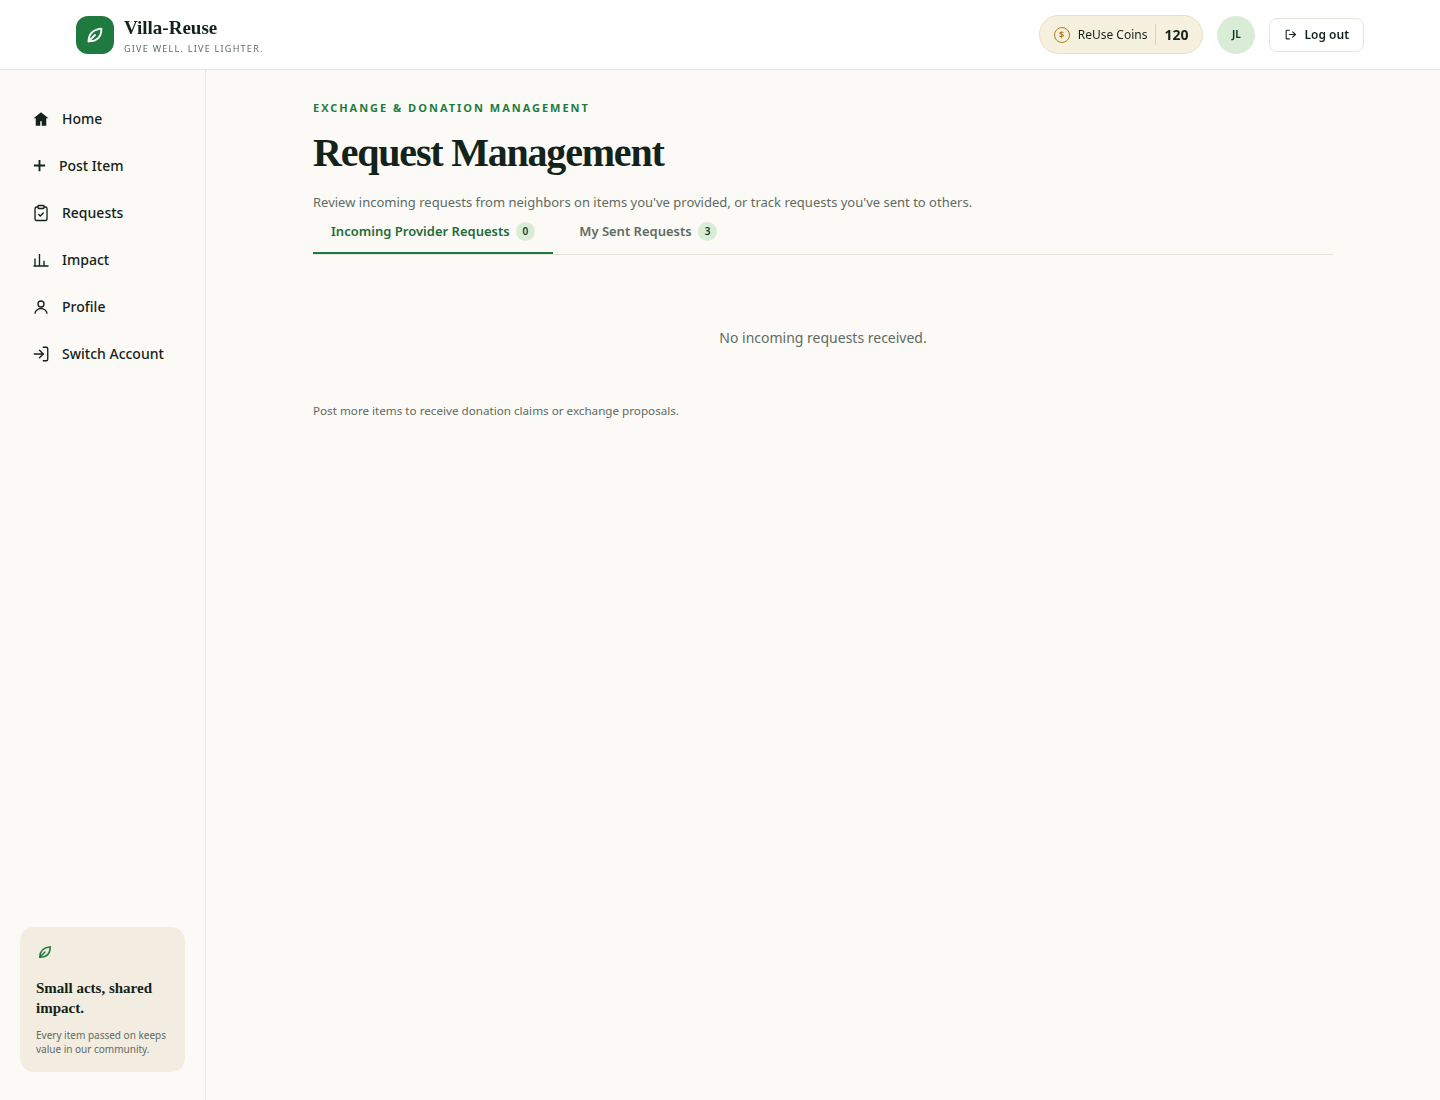 Villa-Reuse
GIVE WELL. LIVE LIGHTER.
$
ReUse Coins
120
JL
Log out
Home
Post Item
Requests
Impact
Profile
Switch Account
Small acts, shared
impact.
Every item passed on keeps
value in our community.
EXCHANGE & DONATION MANAGEMENT
Request Management
Review incoming requests from neighbors on items you've provided, or track requests you've sent to others.
Incoming Provider Requests 0
My Sent Requests 3
No incoming requests received.
Post more items to receive donation claims or exchange proposals.